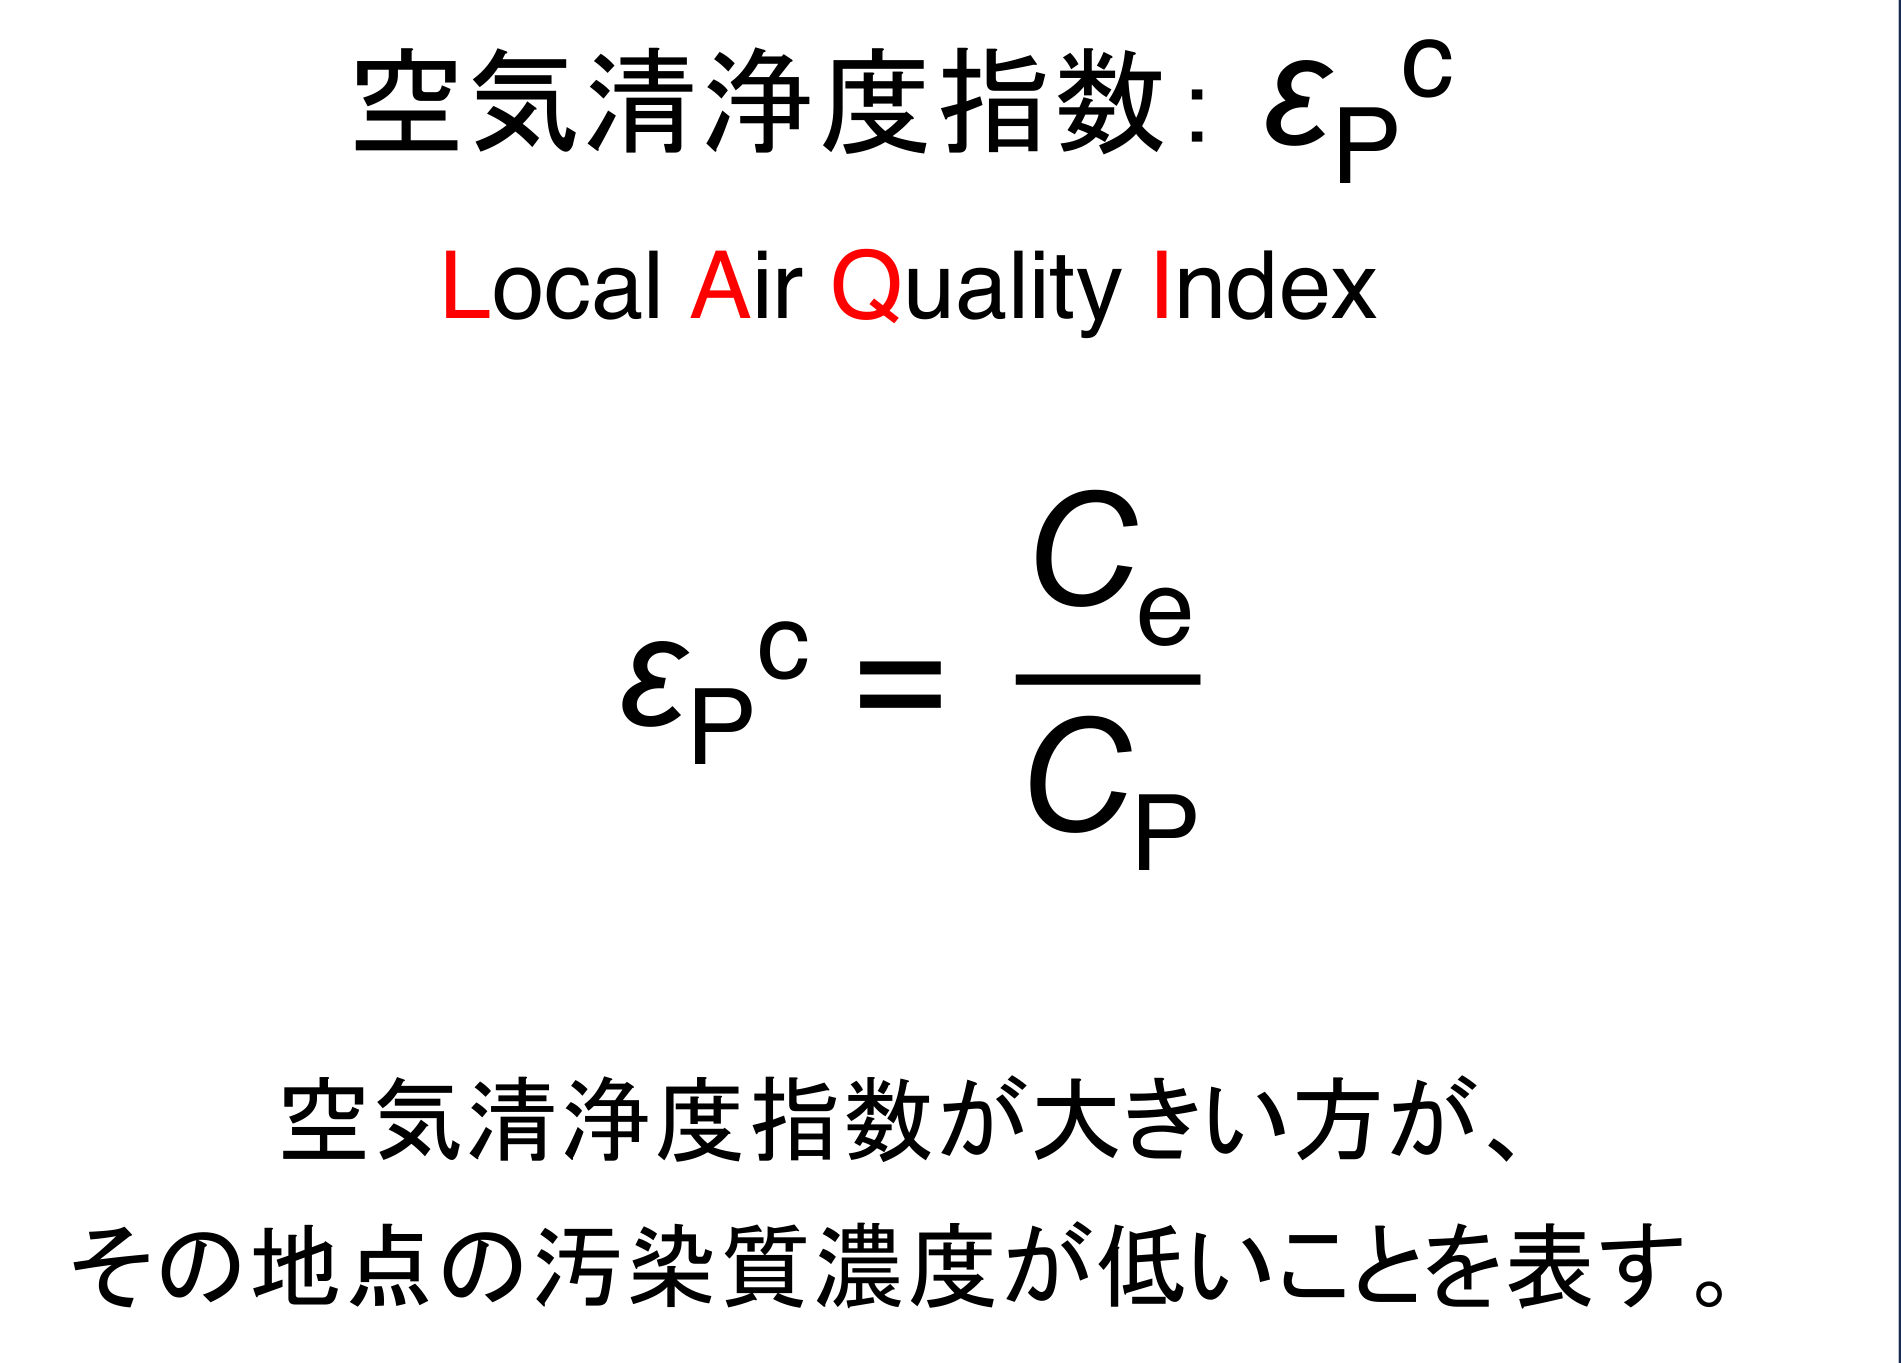 空気清浄度指数: εPc
Local Air Quality Index
εPc = Ce/CP
空気清浄度指数が大きい方が、
その地点の汚染質濃度が低いことを表す。